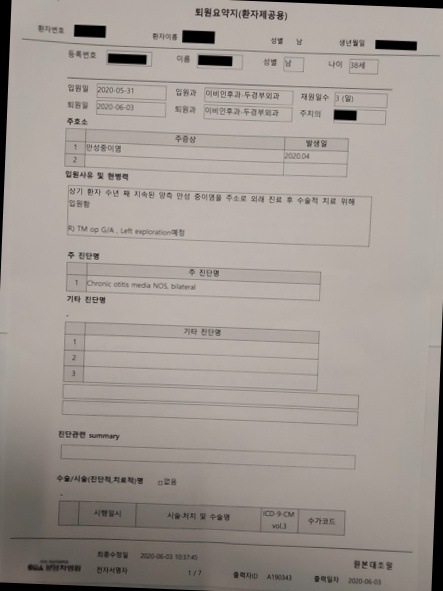 퇴원요약지(환자제공용)
환자번호 환자이름 성별 남 생년월일
등록번호 이름 성별 남 나이 38세
입원일 2020-05-31 입원과 이비인후과-두경부외과 재원일수 3 (일)
퇴원일 2020-06-03 퇴원과 이비인후과-두경부외과 주치의
주호소
주증상 발생일
1 만성중이염 2020.04
2
입원사유 및 현병력
상기 환자 수년 째 지속된 양측 만성 중이염을 주소로 외래 진료 후 수술적 치료 위해
입원함
R) TM op G/A , Left exploration예정
주 진단명
주 진단명
1 Chronic otitis media NOS, bilateral
기타 진단명
기타 진단명
1
2
3
진단관련 summary
수술/시술(진단적,치료적)명 □없음
시행일시 시술·처치 및 수술명 ICD-9-CM vol.3 수가코드
최종수정일 2020-06-03 10:37:45 원본대조필
전자서명자 1 / 7 출력자ID A190343 출력일자 2020-06-03